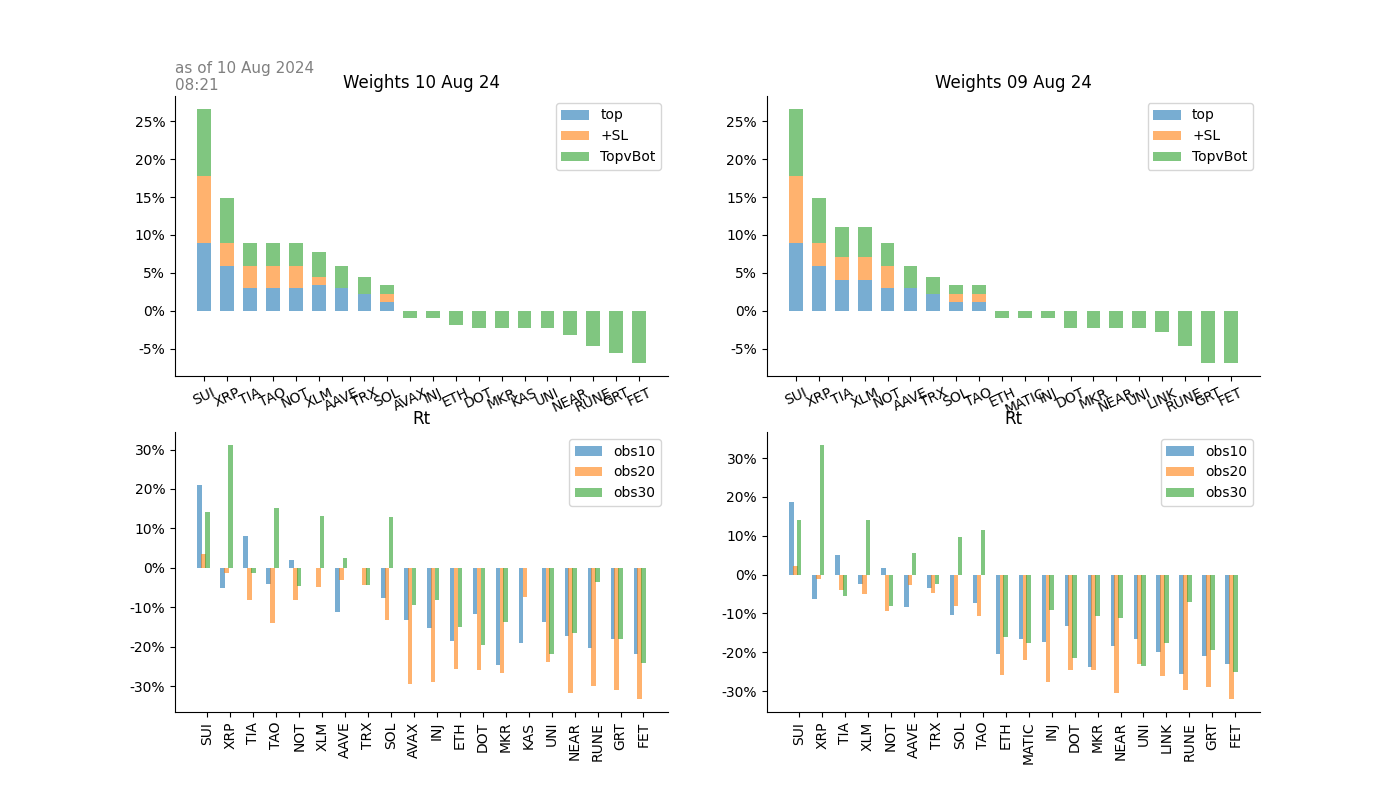 as of 10 Aug 2024
08:21
Weights 10 Aug 24
25%
20%
15%
10%
5%
0%
-5%
top
+SL
TopvBot
SUI XRP TIA TAO NOT XLM AAVE TRX SOL AVAX INJ ETH DOT MKR KAS UNI NEAR RUNE GRT FET
Weights 09 Aug 24
25%
20%
15%
10%
5%
0%
-5%
top
+SL
TopvBot
SUI XRP TIA XLM NOT AAVE TRX SOL TAO ETH MATIC INJ DOT MKR NEAR UNI LINK RUNE GRT FET
Rt
30%
20%
10%
0%
-10%
-20%
-30%
obs10
obs20
obs30
SUI XRP TIA TAO NOT XLM AAVE TRX SOL AVAX INJ ETH DOT MKR KAS UNI NEAR RUNE GRT FET
Rt
30%
20%
10%
0%
-10%
-20%
-30%
obs10
obs20
obs30
SUI XRP TIA XLM NOT AAVE TRX SOL TAO ETH MATIC INJ DOT MKR NEAR UNI LINK RUNE GRT FET